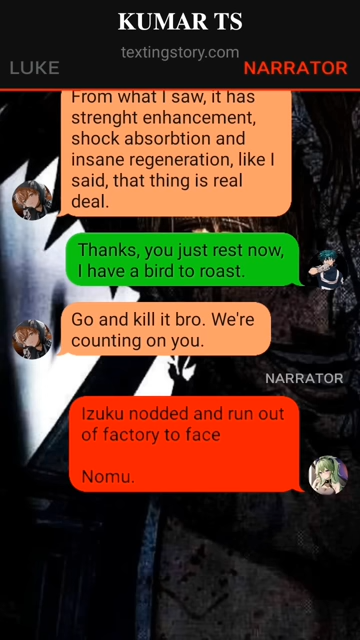 KUMAR TS
textingstory.com
LUKE
NARRATOR
From what I saw, it has
strenght enhancement,
shock absorbtion and
insane regeneration, like I
said, that thing is real
deal.
Thanks, you just rest now,
I have a bird to roast.
Go and kill it bro. We're
counting on you.
NARRATOR
Izuku nodded and run out
of factory to face
Nomu.